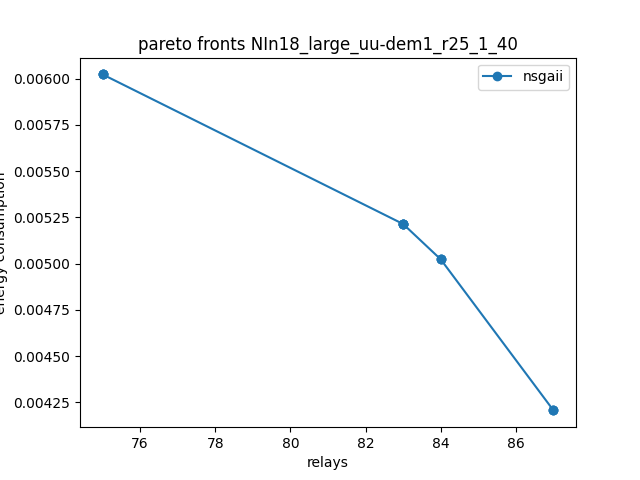 pareto fronts NIn18_large_uu-dem1_r25_1_40
nsgaii
0.00600
0.00575
0.00550
0.00525
0.00500
0.00475
0.00450
0.00425
energy consumption
76 78 80 82 84 86
relays